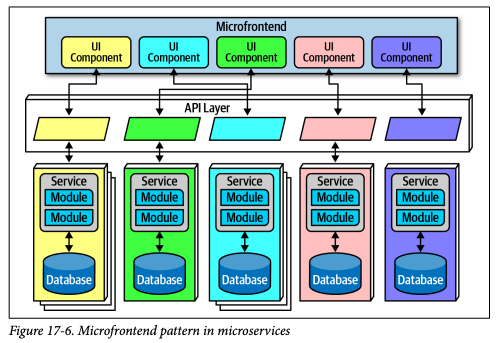 Microfrontend
UI
Component
UI
Component
UI
Component
UI
Component
UI
Component
API Layer
Service
Module
Module
Database
Service
Module
Module
Database
Service
Module
Module
Database
Service
Module
Module
Database
Service
Module
Module
Database
Figure 17-6. Microfrontend pattern in microservices